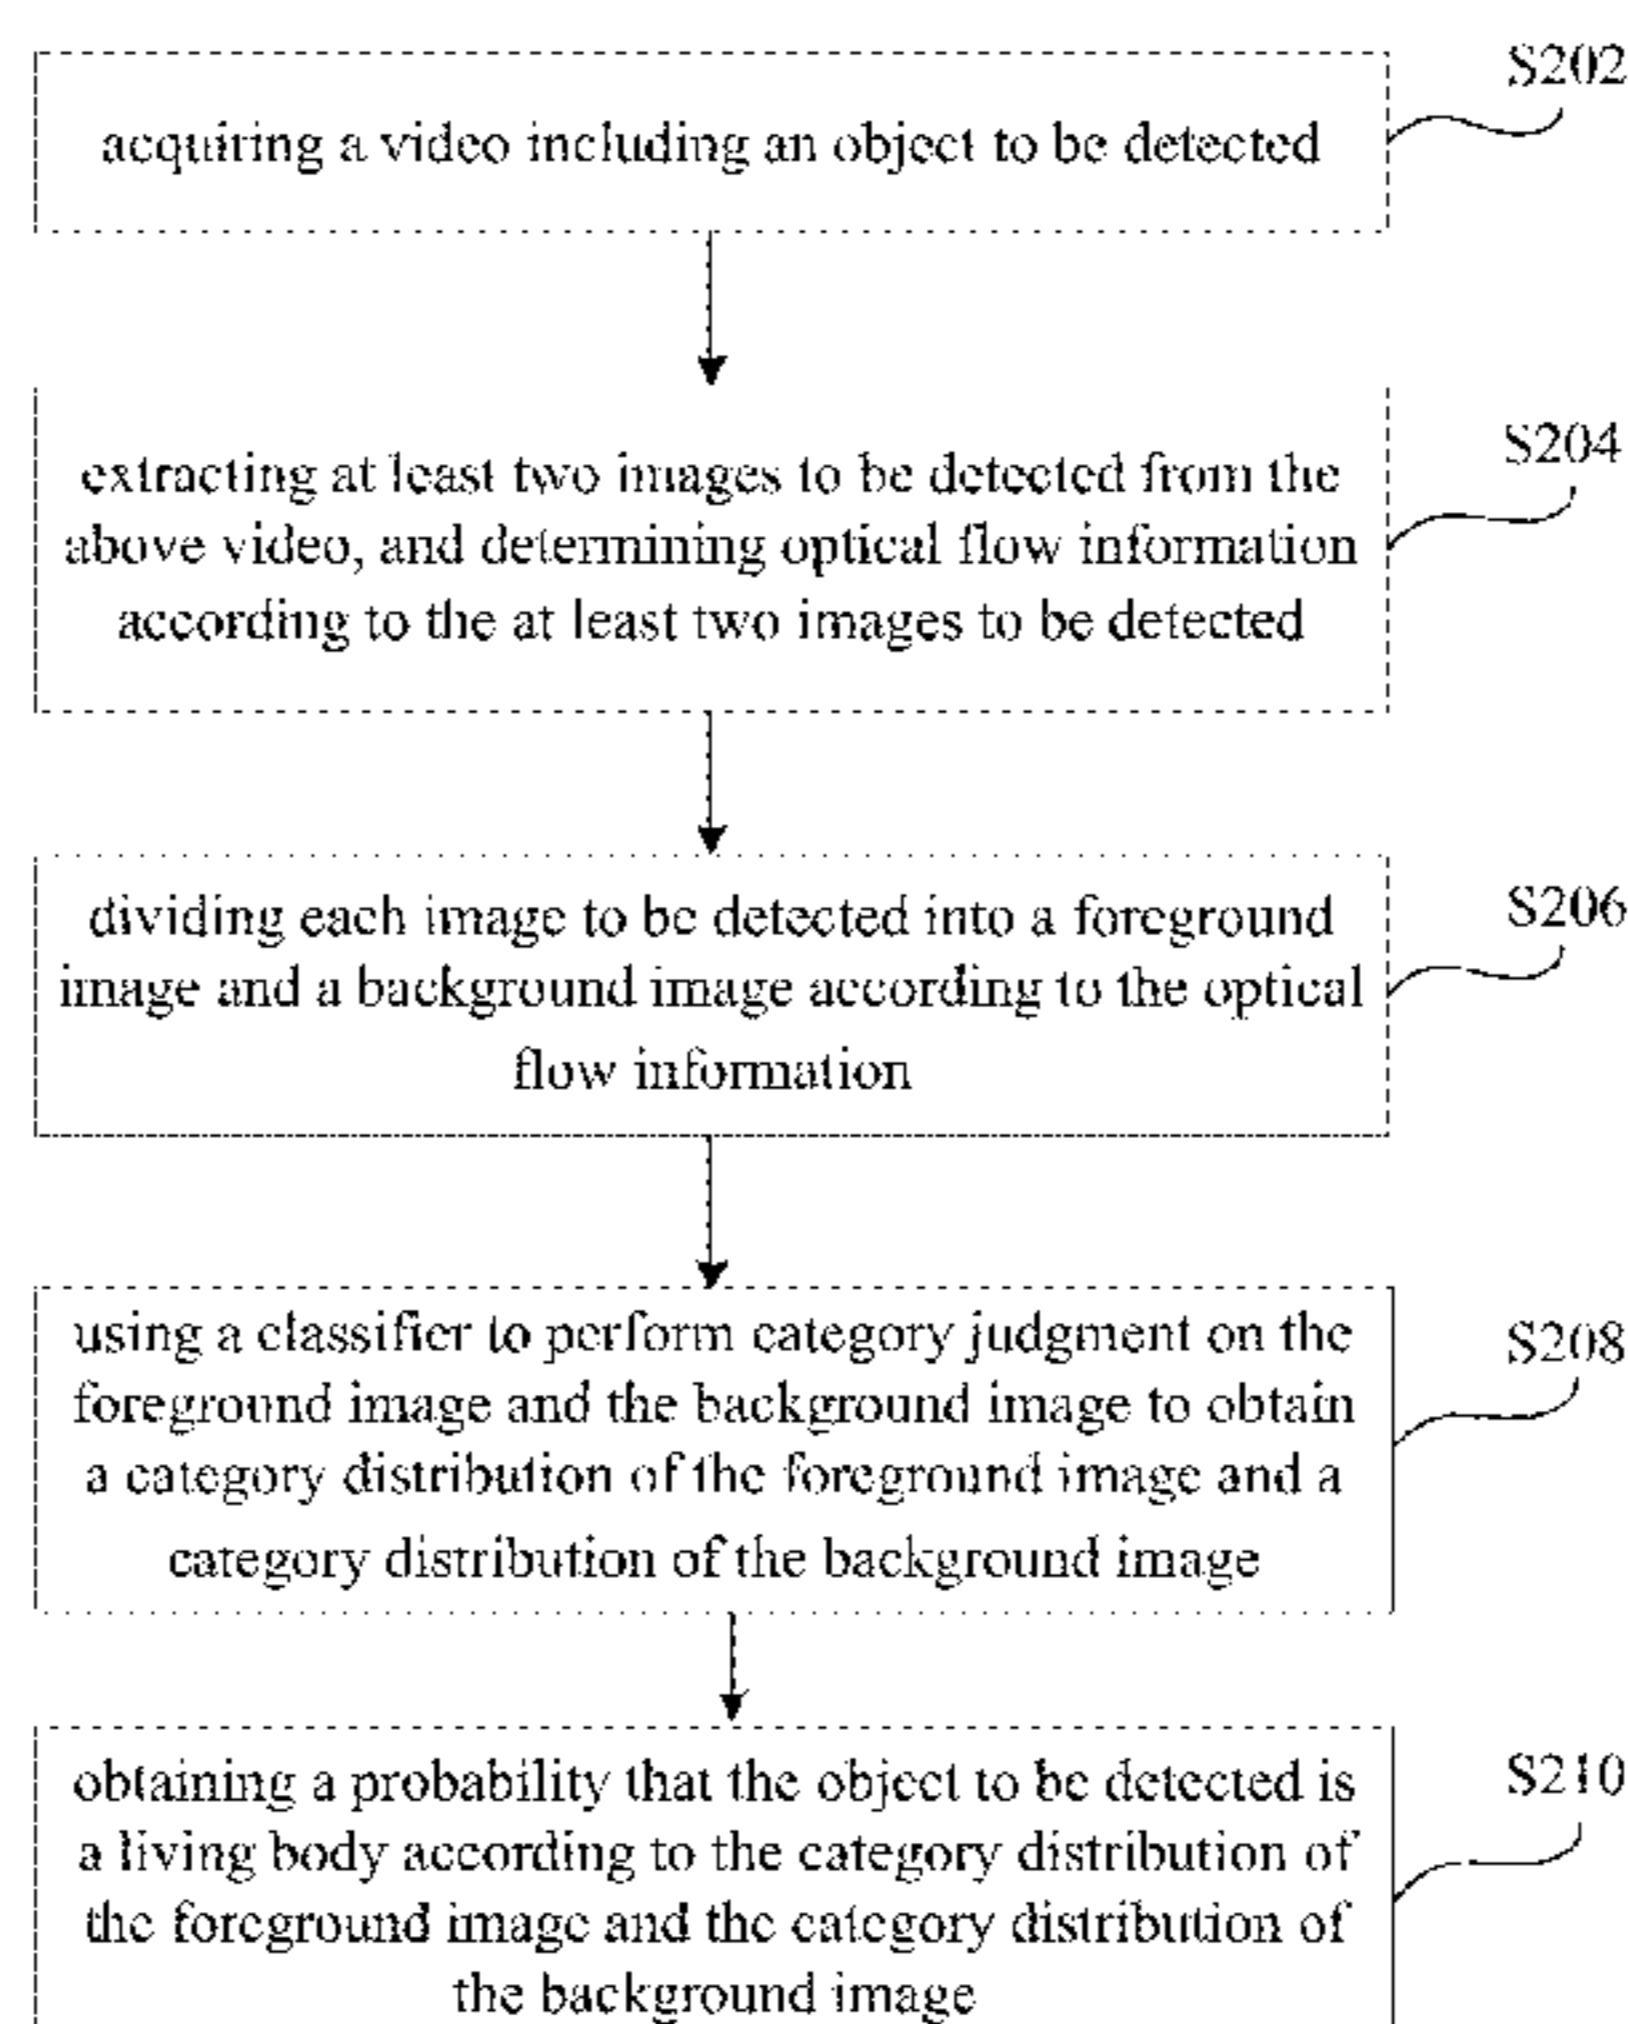 S202
acquiring a video including an object to be detected
S204
extracting at least two images to be detected from the
above video, and determining optical flow information
according to the at least two images to be detected
S206
dividing each image to be detected into a foreground
image and a background image according to the optical
flow information
S208
using a classifier to perform category judgment on the
foreground image and the background image to obtain
a category distribution of the foreground image and a
category distribution of the background image
S210
obtaining a probability that the object to be detected is
a living body according to the category distribution of
the foreground image and the category distribution of
the background image